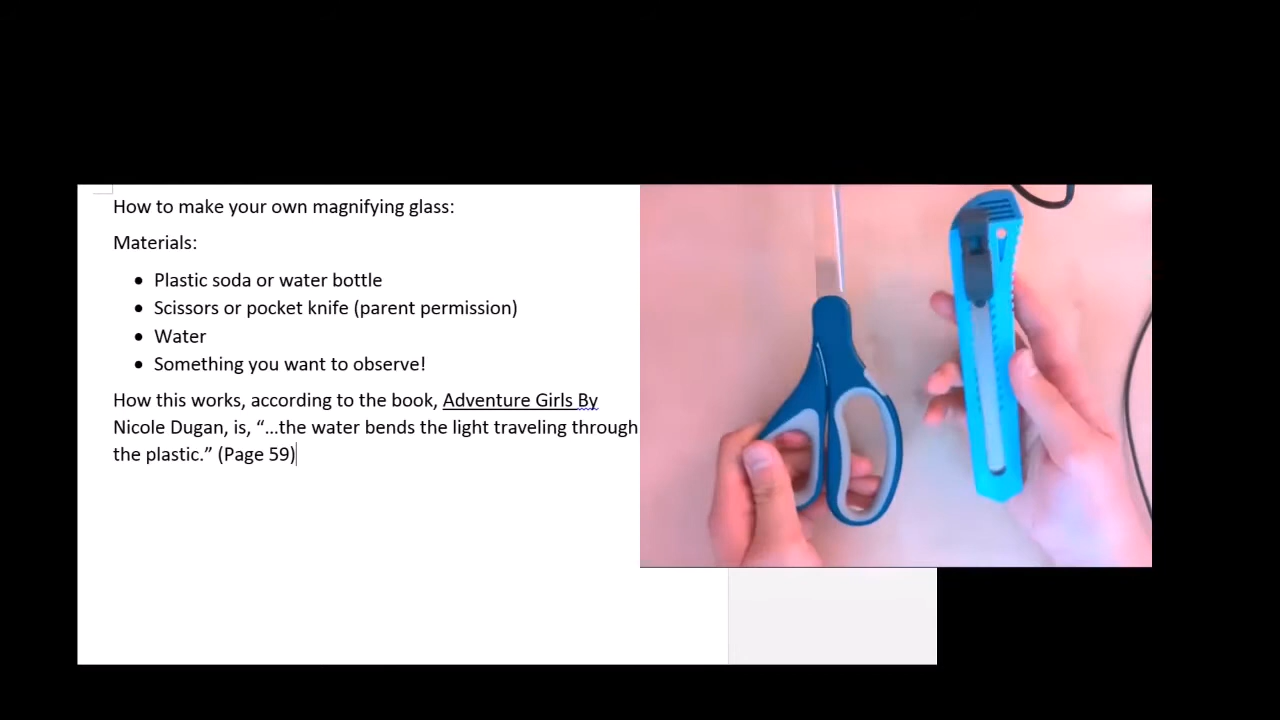 How to make your own magnifying glass:
Materials:
• Plastic soda or water bottle
• Scissors or pocket knife (parent permission)
• Water
• Something you want to observe!
How this works, according to the book, Adventure Girls By
Nicole Dugan, is, “...the water bends the light traveling through
the plastic.” (Page 59)